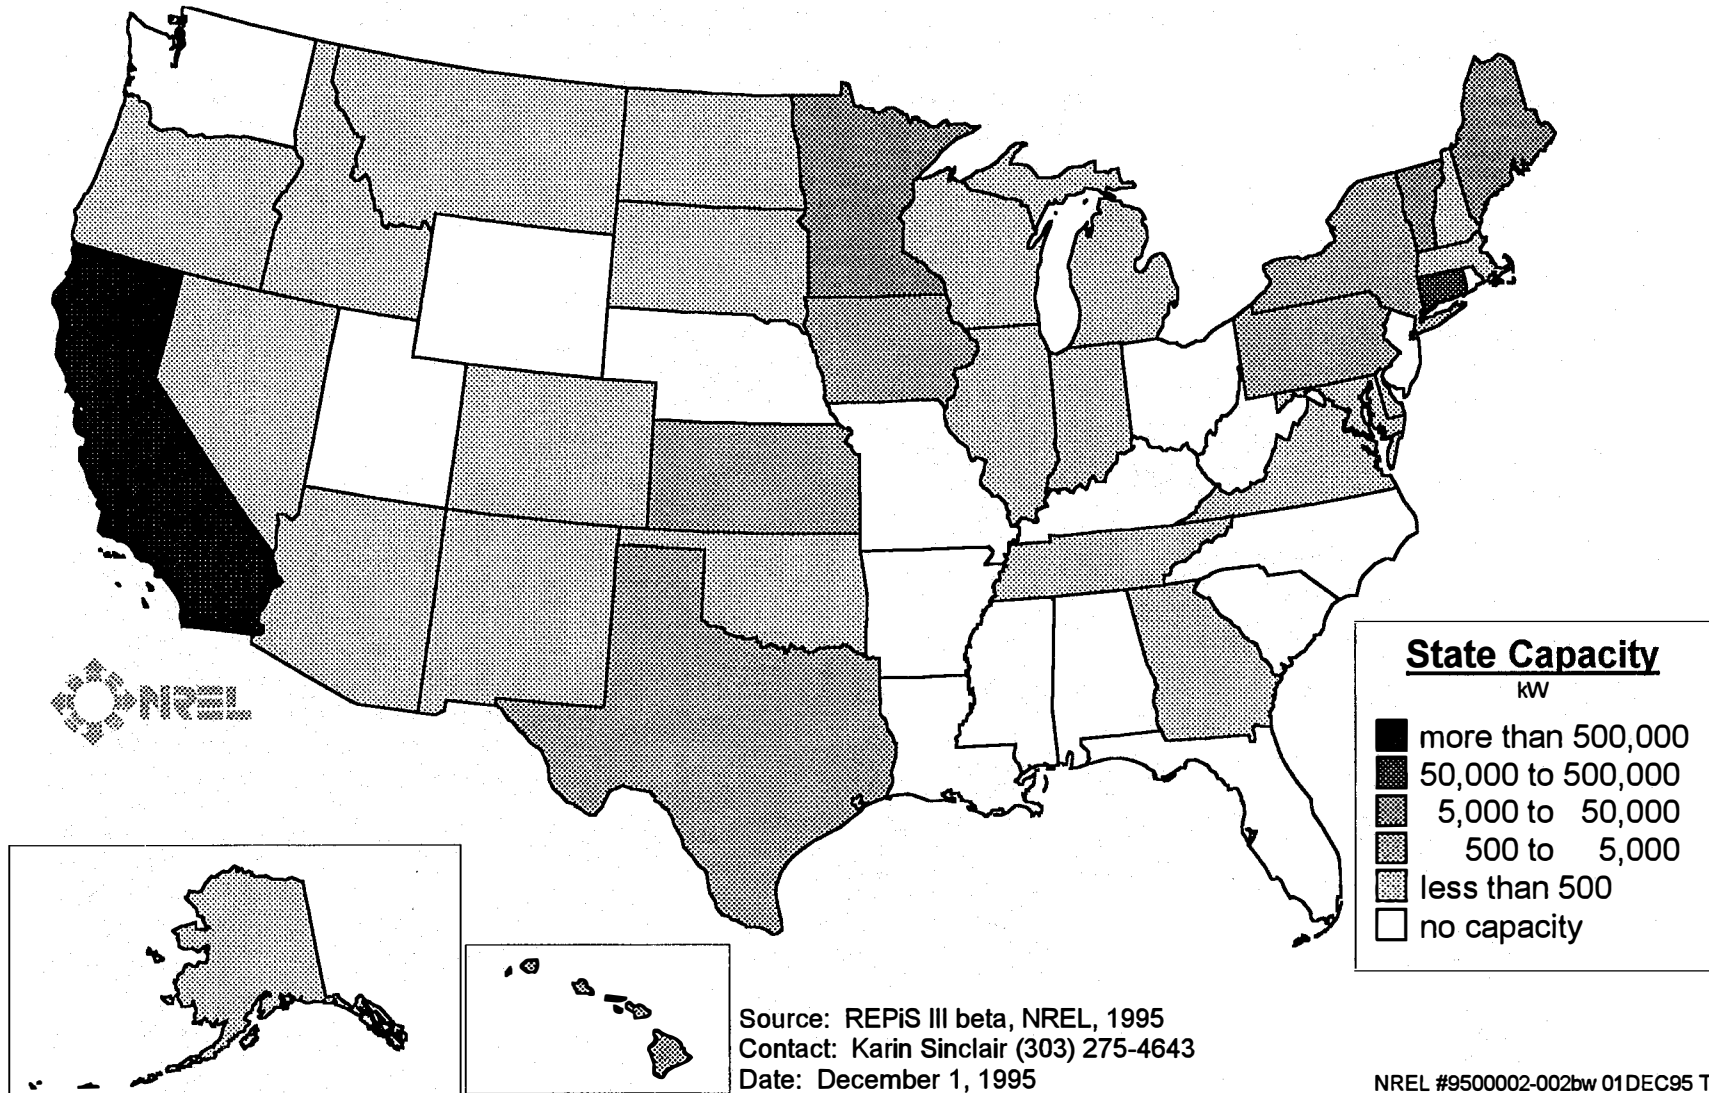 NREL
State Capacity
kW
more than 500,000
50,000 to 500,000
5,000 to 50,000
500 to 5,000
less than 500
no capacity
Source: REPiS III beta, NREL, 1995
Contact: Karin Sinclair (303) 275-4643
Date: December 1, 1995
NREL #9500002-002bw 01DEC95 T